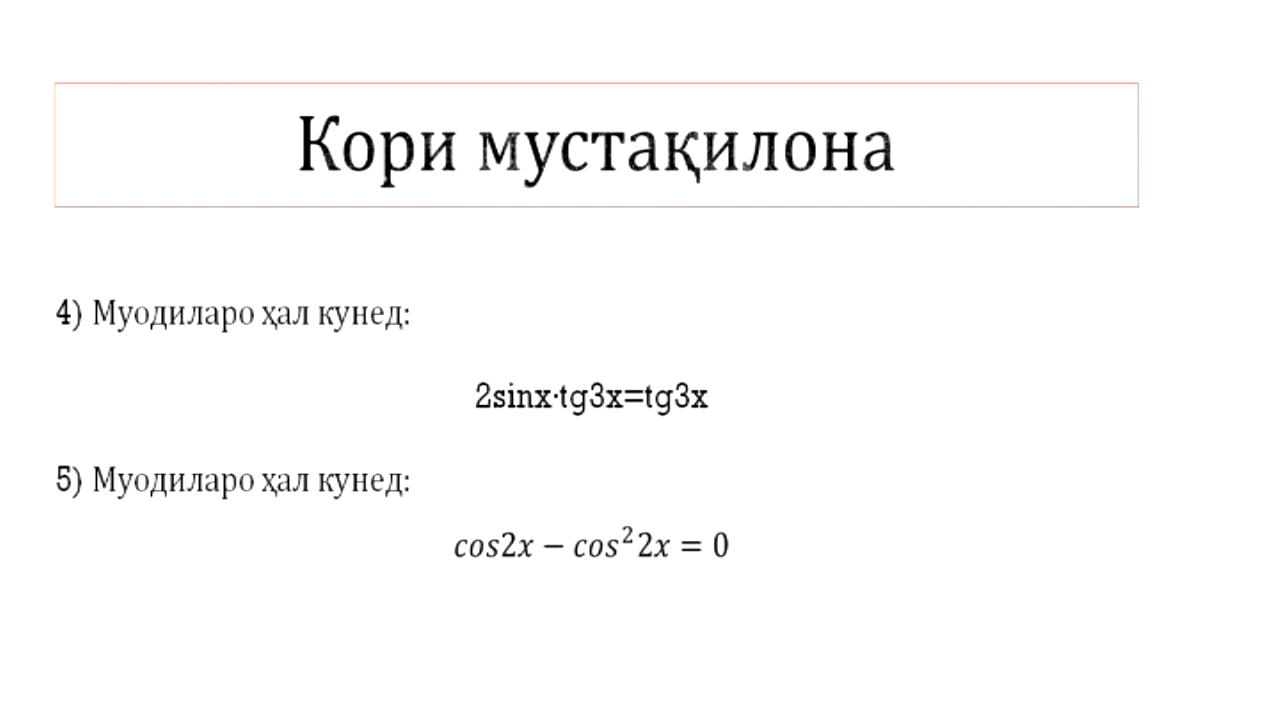 Кори мустақилона
4) Муодиларо ҳал кунед:
2sinx·tg3x=tg3x
5) Муодиларо ҳал кунед:
𝑐𝑜𝑠2𝑥 − 𝑐𝑜𝑠²2𝑥 = 0